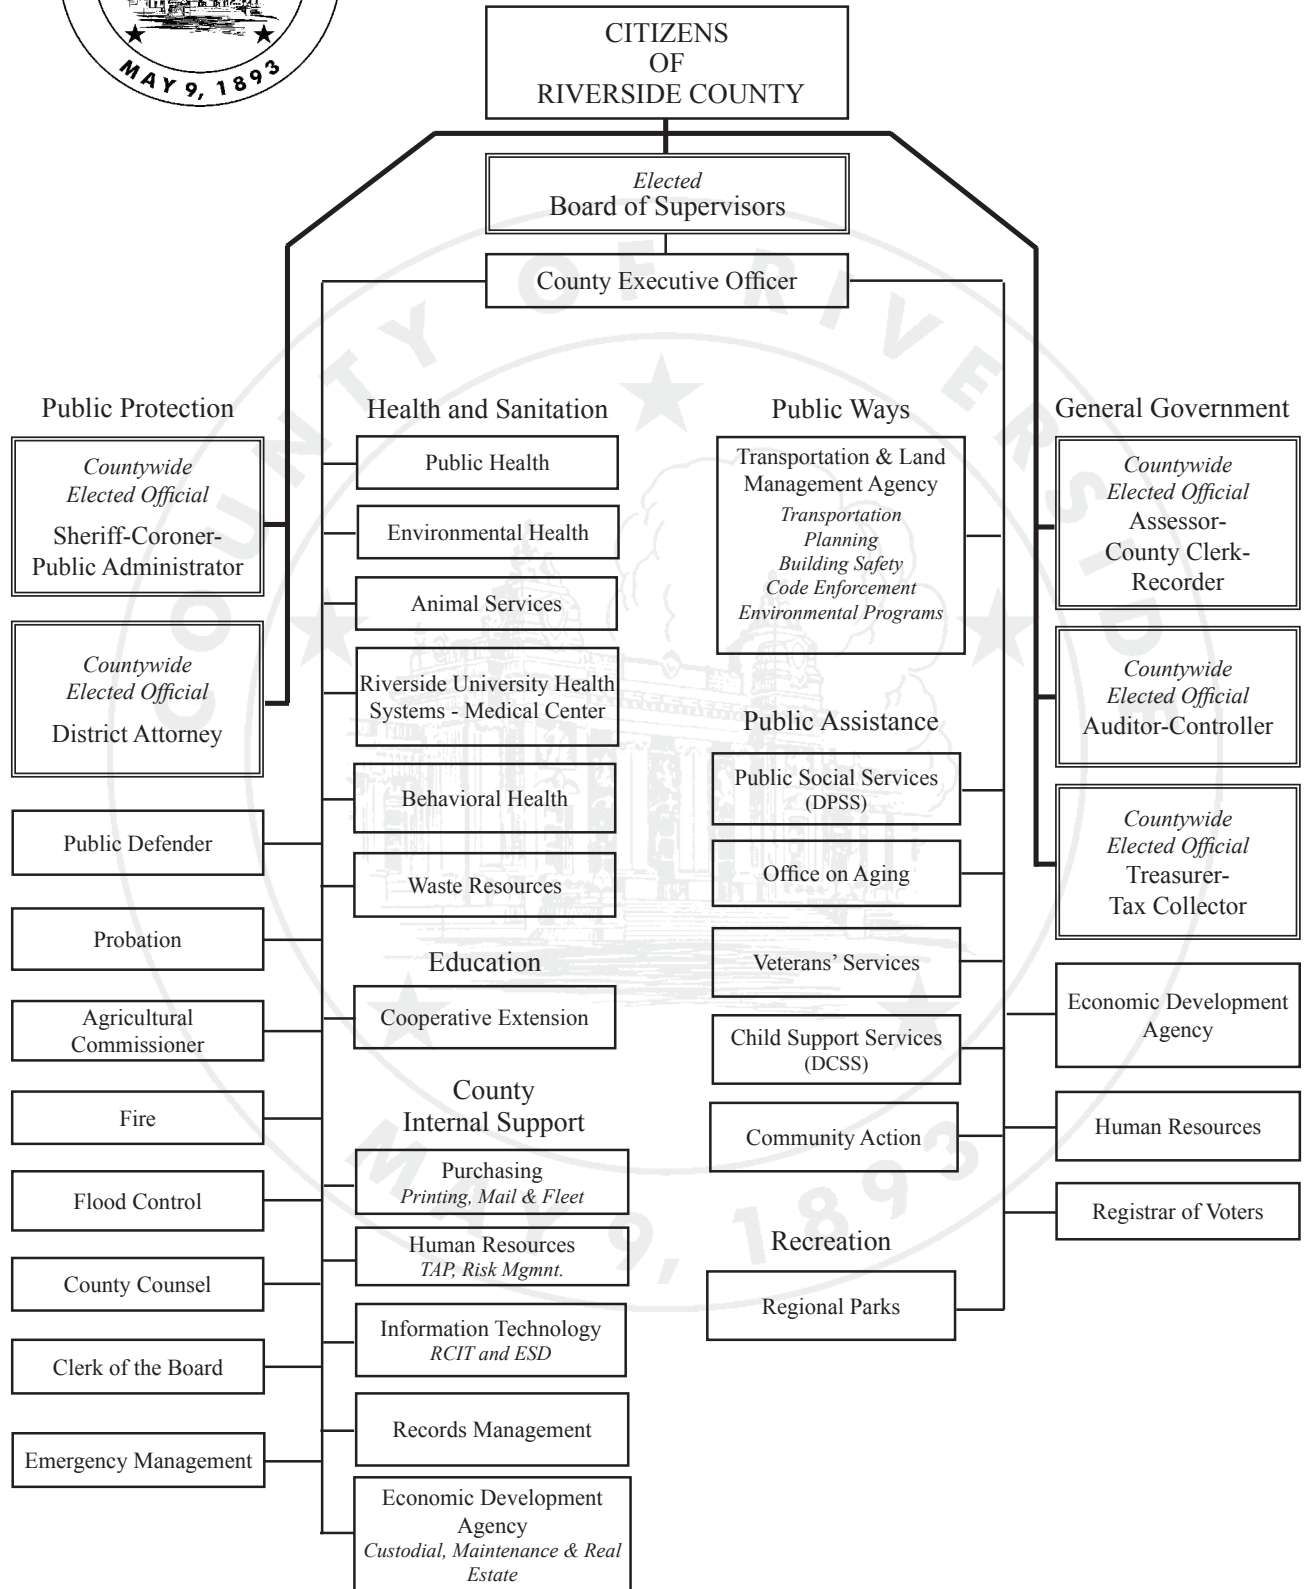 MAY 9, 1893
CITIZENS
OF
RIVERSIDE COUNTY
Elected
Board of Supervisors
County Executive Officer
COUNTY OF RIVERSIDE
MAY 9, 1893
Public Protection
Countywide
Elected Official
Sheriff-Coroner-
Public Administrator
Countywide
Elected Official
District Attorney
Public Defender
Probation
Agricultural
Commissioner
Fire
Flood Control
County Counsel
Clerk of the Board
Emergency Management
Health and Sanitation
Public Health
Environmental Health
Animal Services
Riverside University Health
Systems - Medical Center
Behavioral Health
Waste Resources
Education
Cooperative Extension
County
Internal Support
Purchasing
Printing, Mail & Fleet
Human Resources
TAP, Risk Mgmnt.
Information Technology
RCIT and ESD
Records Management
Economic Development
Agency
Custodial, Maintenance & Real
Estate
Public Ways
Transportation & Land
Management Agency
Transportation
Planning
Building Safety
Code Enforcement
Environmental Programs
Public Assistance
Public Social Services
(DPSS)
Office on Aging
Veterans’ Services
Child Support Services
(DCSS)
Community Action
Recreation
Regional Parks
General Government
Countywide
Elected Official
Assessor-
County Clerk-
Recorder
Countywide
Elected Official
Auditor-Controller
Countywide
Elected Official
Treasurer-
Tax Collector
Economic Development
Agency
Human Resources
Registrar of Voters